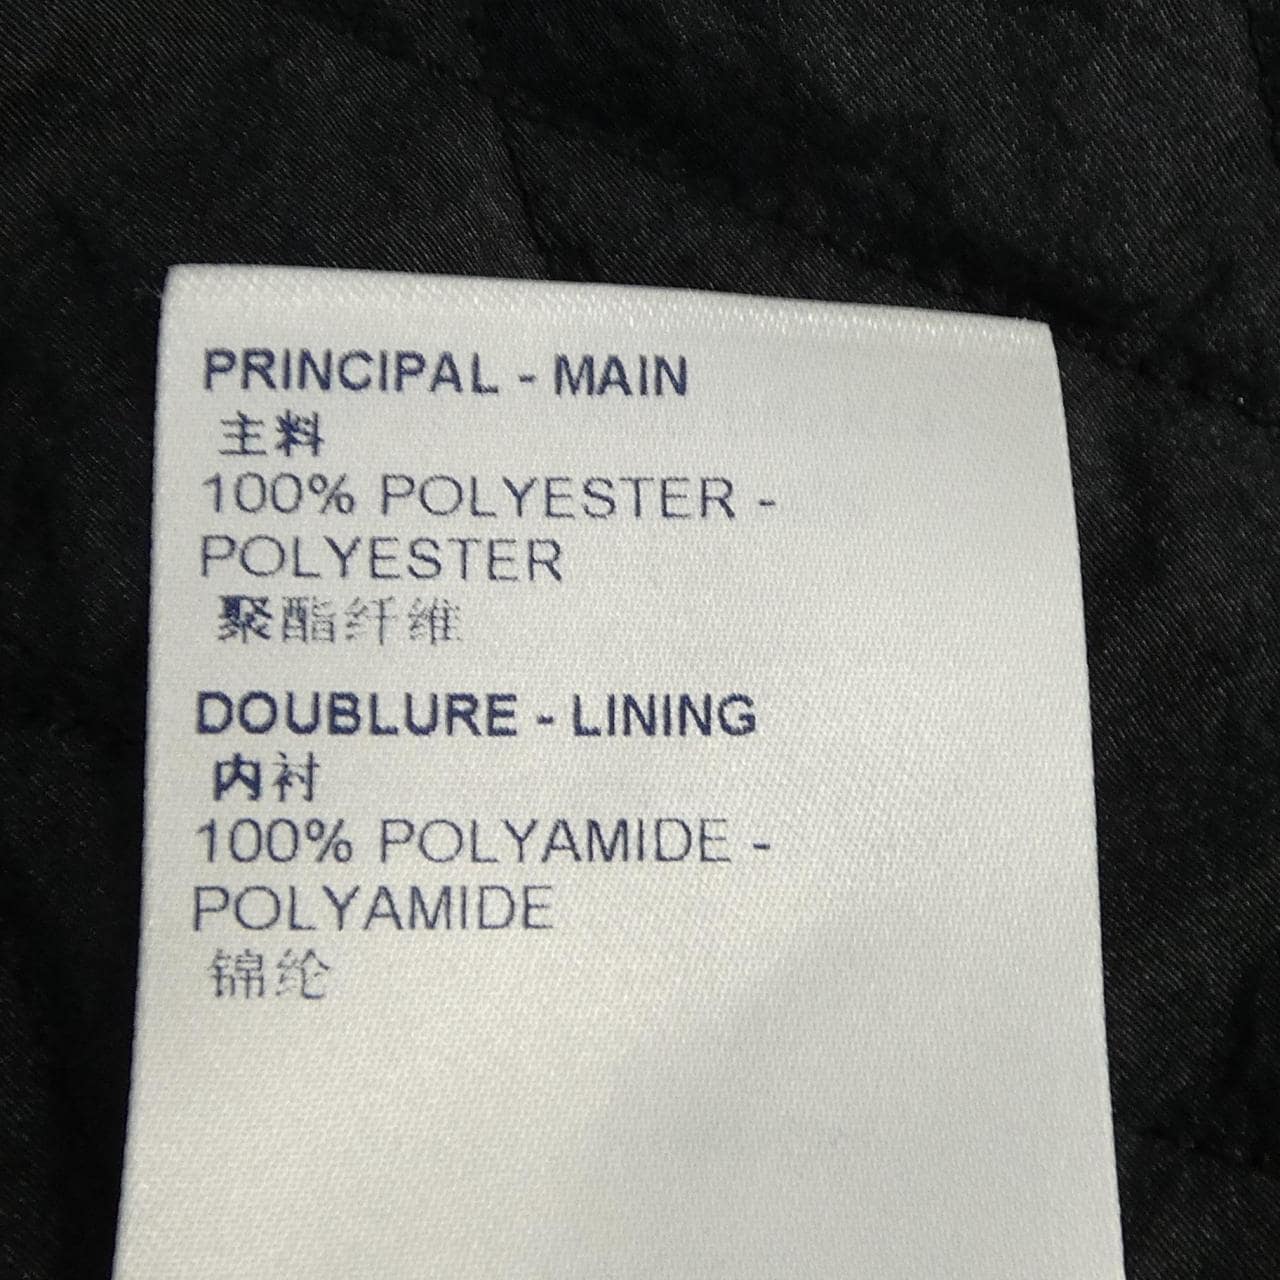 PRINCIPAL - MAIN
主料
100% POLYESTER -
POLYESTER
聚酯纤维
DOUBLURE - LINING
内衬
100% POLYAMIDE -
POLYAMIDE
锦纶